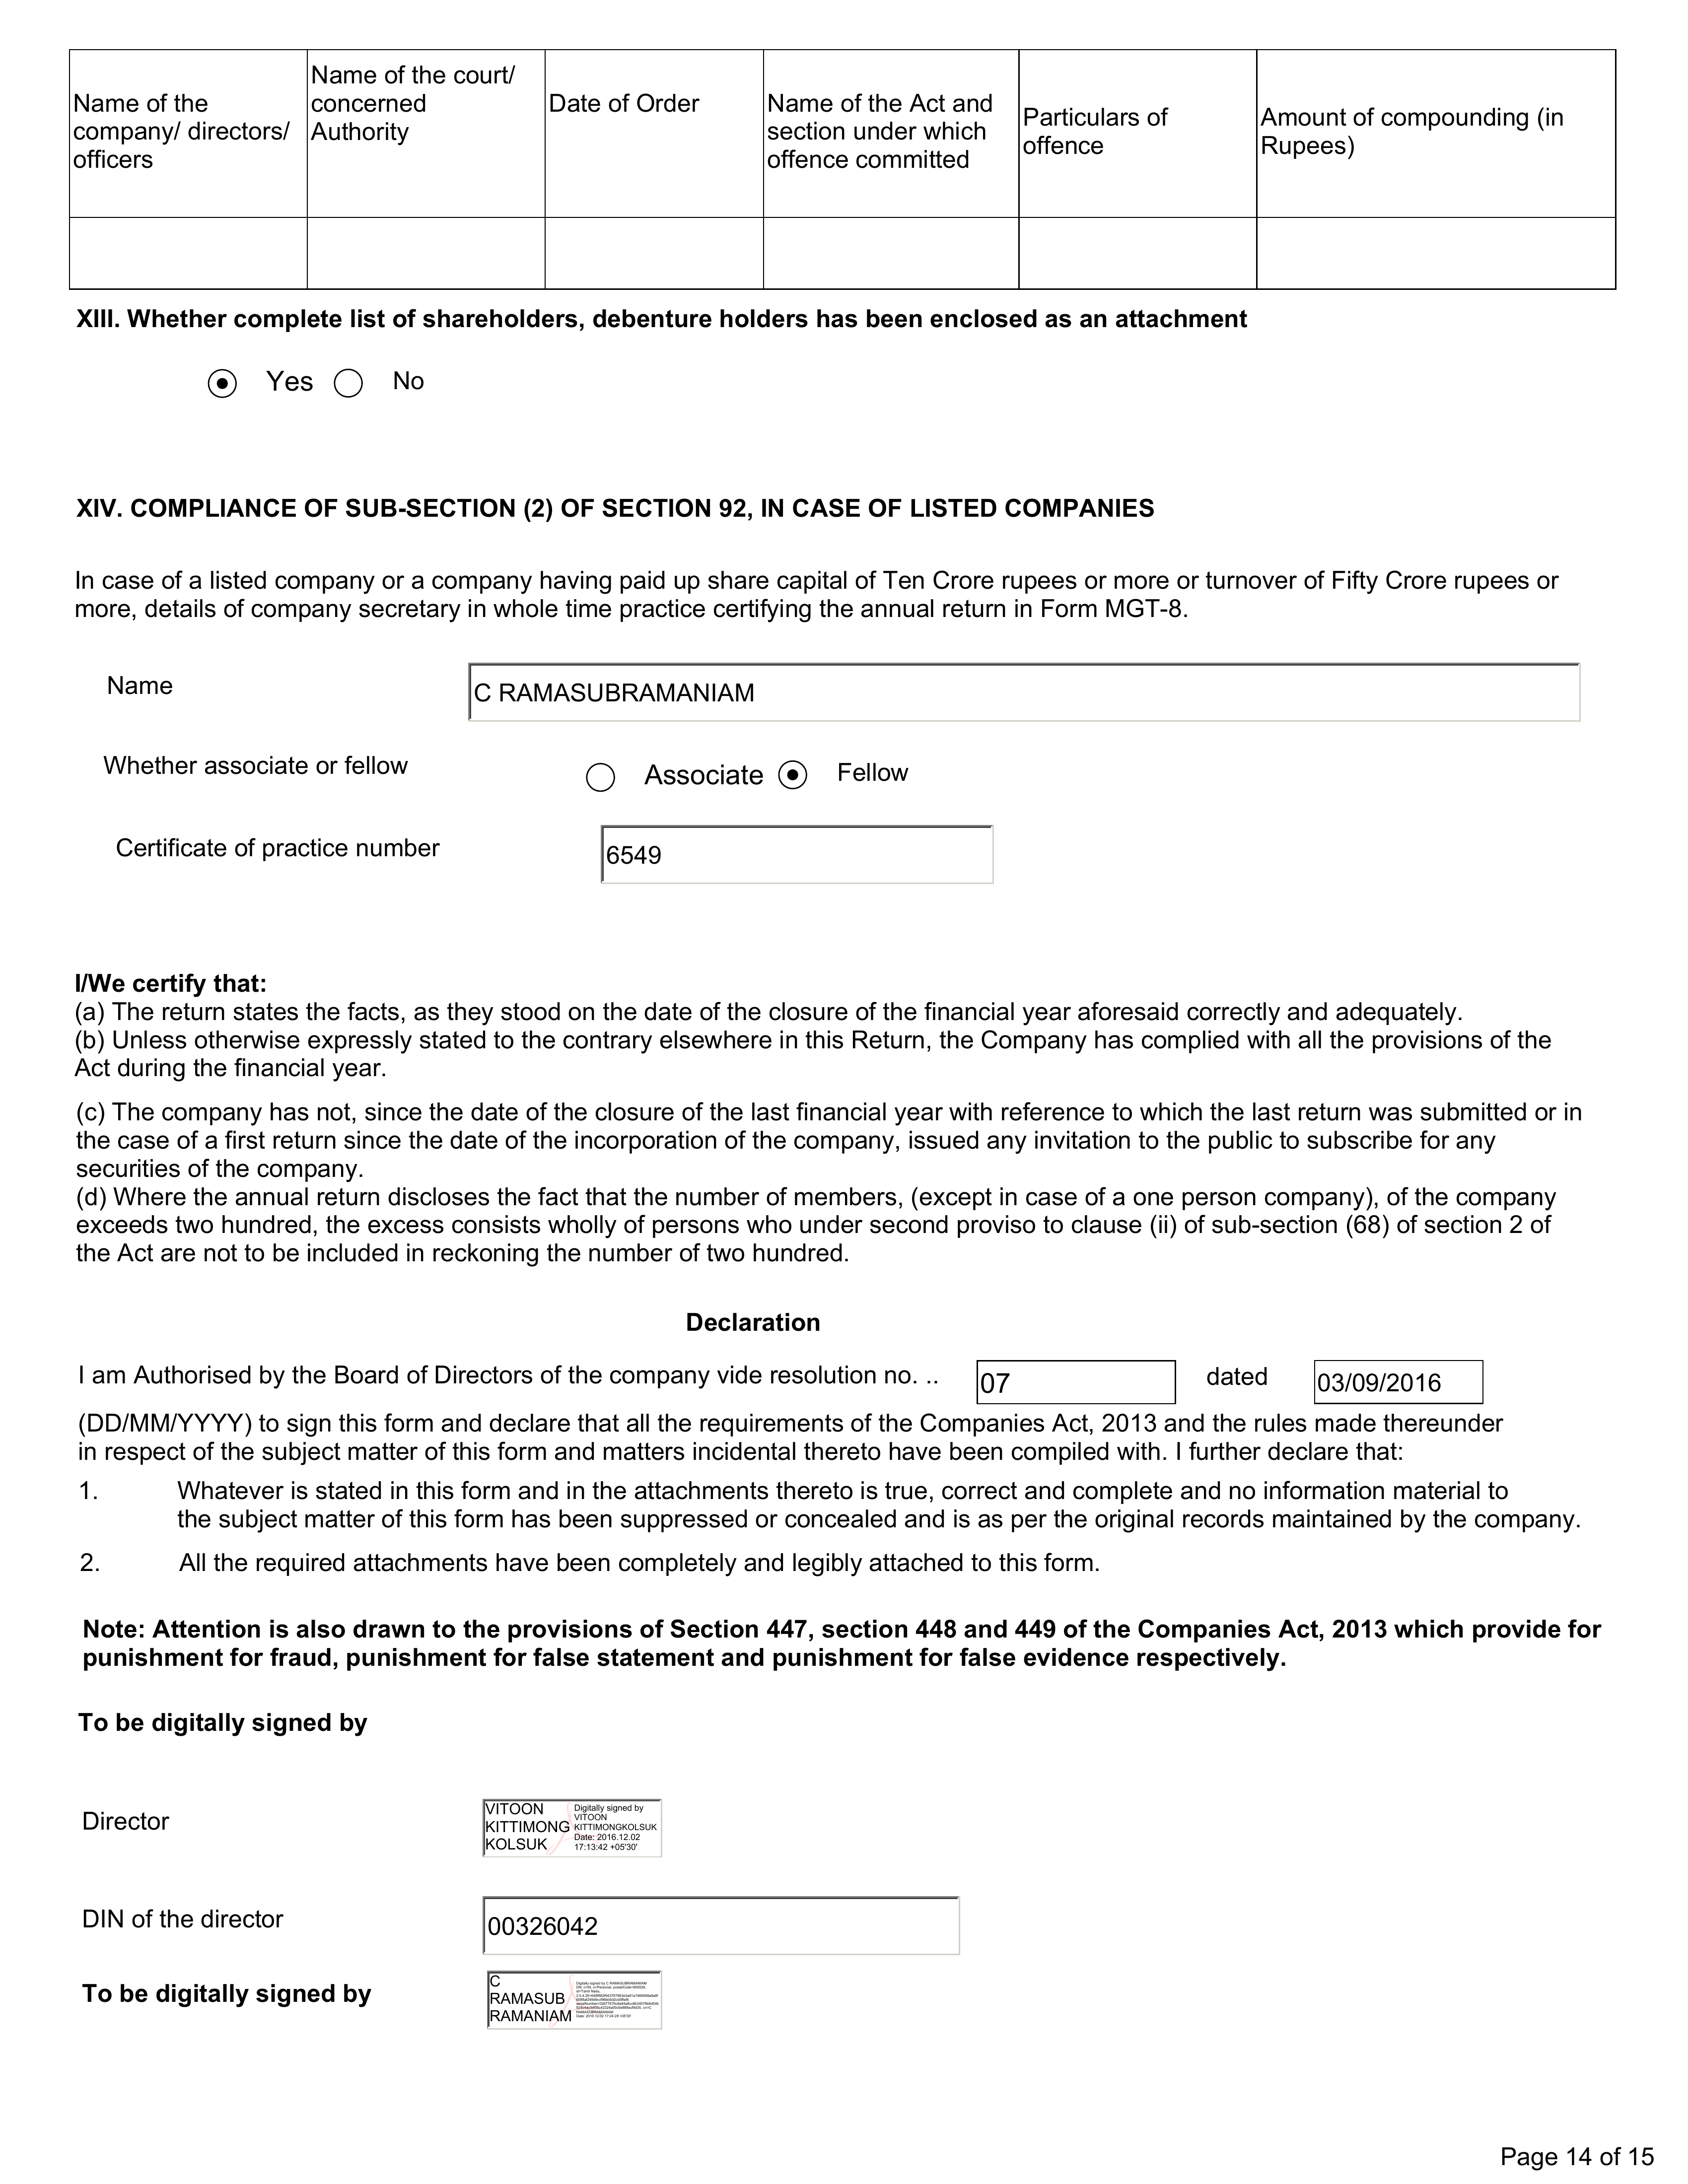 Name of the company/ directors/ officers
Name of the court/ concerned Authority
Date of Order
Name of the Act and section under which offence committed
Particulars of offence
Amount of compounding (in Rupees)
XIII. Whether complete list of shareholders, debenture holders has been enclosed as an attachment
Yes No
XIV. COMPLIANCE OF SUB-SECTION (2) OF SECTION 92, IN CASE OF LISTED COMPANIES
In case of a listed company or a company having paid up share capital of Ten Crore rupees or more or turnover of Fifty Crore rupees or
more, details of company secretary in whole time practice certifying the annual return in Form MGT-8.
Name C RAMASUBRAMANIAM
Whether associate or fellow Associate Fellow
Certificate of practice number 6549
I/We certify that:
(a) The return states the facts, as they stood on the date of the closure of the financial year aforesaid correctly and adequately.
(b) Unless otherwise expressly stated to the contrary elsewhere in this Return, the Company has complied with all the provisions of the
Act during the financial year.
(c) The company has not, since the date of the closure of the last financial year with reference to which the last return was submitted or in
the case of a first return since the date of the incorporation of the company, issued any invitation to the public to subscribe for any
securities of the company.
(d) Where the annual return discloses the fact that the number of members, (except in case of a one person company), of the company
exceeds two hundred, the excess consists wholly of persons who under second proviso to clause (ii) of sub-section (68) of section 2 of
the Act are not to be included in reckoning the number of two hundred.
Declaration
I am Authorised by the Board of Directors of the company vide resolution no. .. 07 dated 03/09/2016
(DD/MM/YYYY) to sign this form and declare that all the requirements of the Companies Act, 2013 and the rules made thereunder
in respect of the subject matter of this form and matters incidental thereto have been compiled with. I further declare that:
1. Whatever is stated in this form and in the attachments thereto is true, correct and complete and no information material to
the subject matter of this form has been suppressed or concealed and is as per the original records maintained by the company.
2. All the required attachments have been completely and legibly attached to this form.
Note: Attention is also drawn to the provisions of Section 447, section 448 and 449 of the Companies Act, 2013 which provide for
punishment for fraud, punishment for false statement and punishment for false evidence respectively.
To be digitally signed by
Director
VITOON
KITTIMONG
KOLSUK
Digitally signed by
VITOON
KITTIMONGKOLSUK
Date: 2016.12.02
17:13:42 +05'30'
DIN of the director 00326042
To be digitally signed by
C
RAMASUB
RAMANIAM
Digitally signed by C RAMASUBRAMANIAM
Page 14 of 15